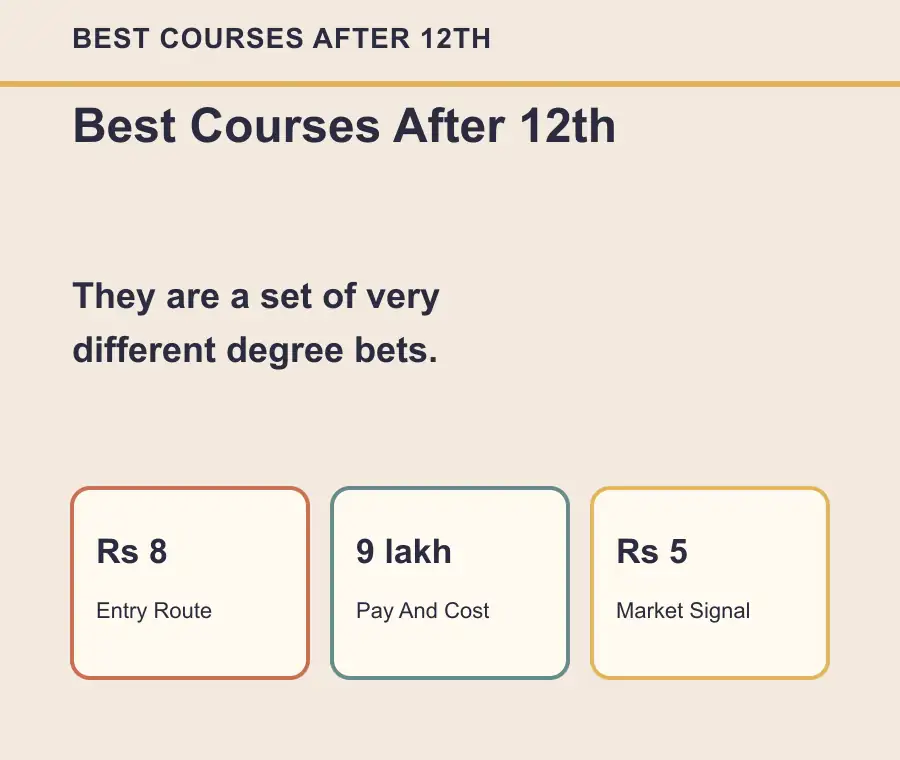 BEST COURSES AFTER 12TH
Best Courses After 12th
They are a set of very
different degree bets.
Rs 8
Entry Route
9 lakh
Pay And Cost
Rs 5
Market Signal